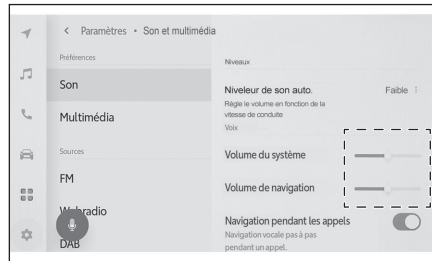 < Paramètres • Son et multimédia
Préférences
Son
Multimédia
Sources
FM
Webradio
DAB
Niveaux
Niveleur de son auto. Faible
Règle le volume en fonction de la
vitesse de conduite
Voix
Volume du système
Volume de navigation
Navigation pendant les appels
Navigation vocale pas à pas
pendant un appel.